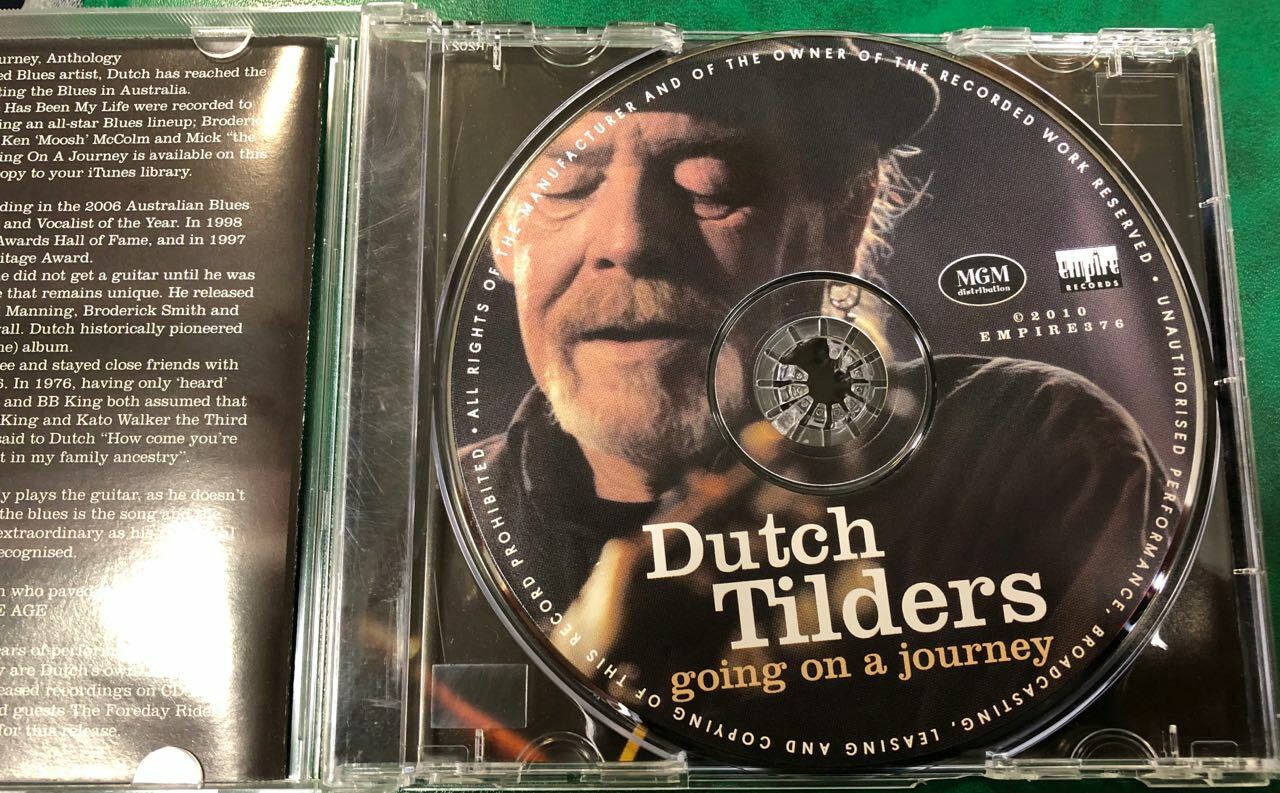 urney, Anthology
ed Blues artist, Dutch has reached the
ting the Blues in Australia.
Has Been My Life were recorded to
ing an all-star Blues lineup; Broderic
Ken ‘Moosh’ McColm and Mick “the
ing On A Journey is available on this
opy to your iTunes library.
ding in the 2006 Australian Blues
and Vocalist of the Year. In 1998
Awards Hall of Fame, and in 1997
itage Award.
e did not get a guitar until he was
e that remains unique. He released
Manning, Broderick Smith and
all. Dutch historically pioneered
ne) album.
ee and stayed close friends with
6. In 1976, having only ‘heard’
and BB King both assumed that
King and Kato Walker the Third
said to Dutch “How come you’re
t in my family ancestry”.
y plays the guitar, as he doesn’t
the blues is the song and
extraordinary as his
ecognised.
n who paved
E AGE
ars of
y are Dutch's own
eased recordings on CD
d guests The Foreday Ride
for this release.
• ALL RIGHTS OF THE MANUFACTURER AND OF THE OWNER OF THE RECORDED WORK RESERVED • UNAUTHORISED PERFORMANCE, BROADCASTING, LEASING AND COPYING OF THIS RECORD PROHIBITED
MGM
distribution
empire
RECORDS
©2010
EMPIRE376
Dutch
Tilders
going on a journey